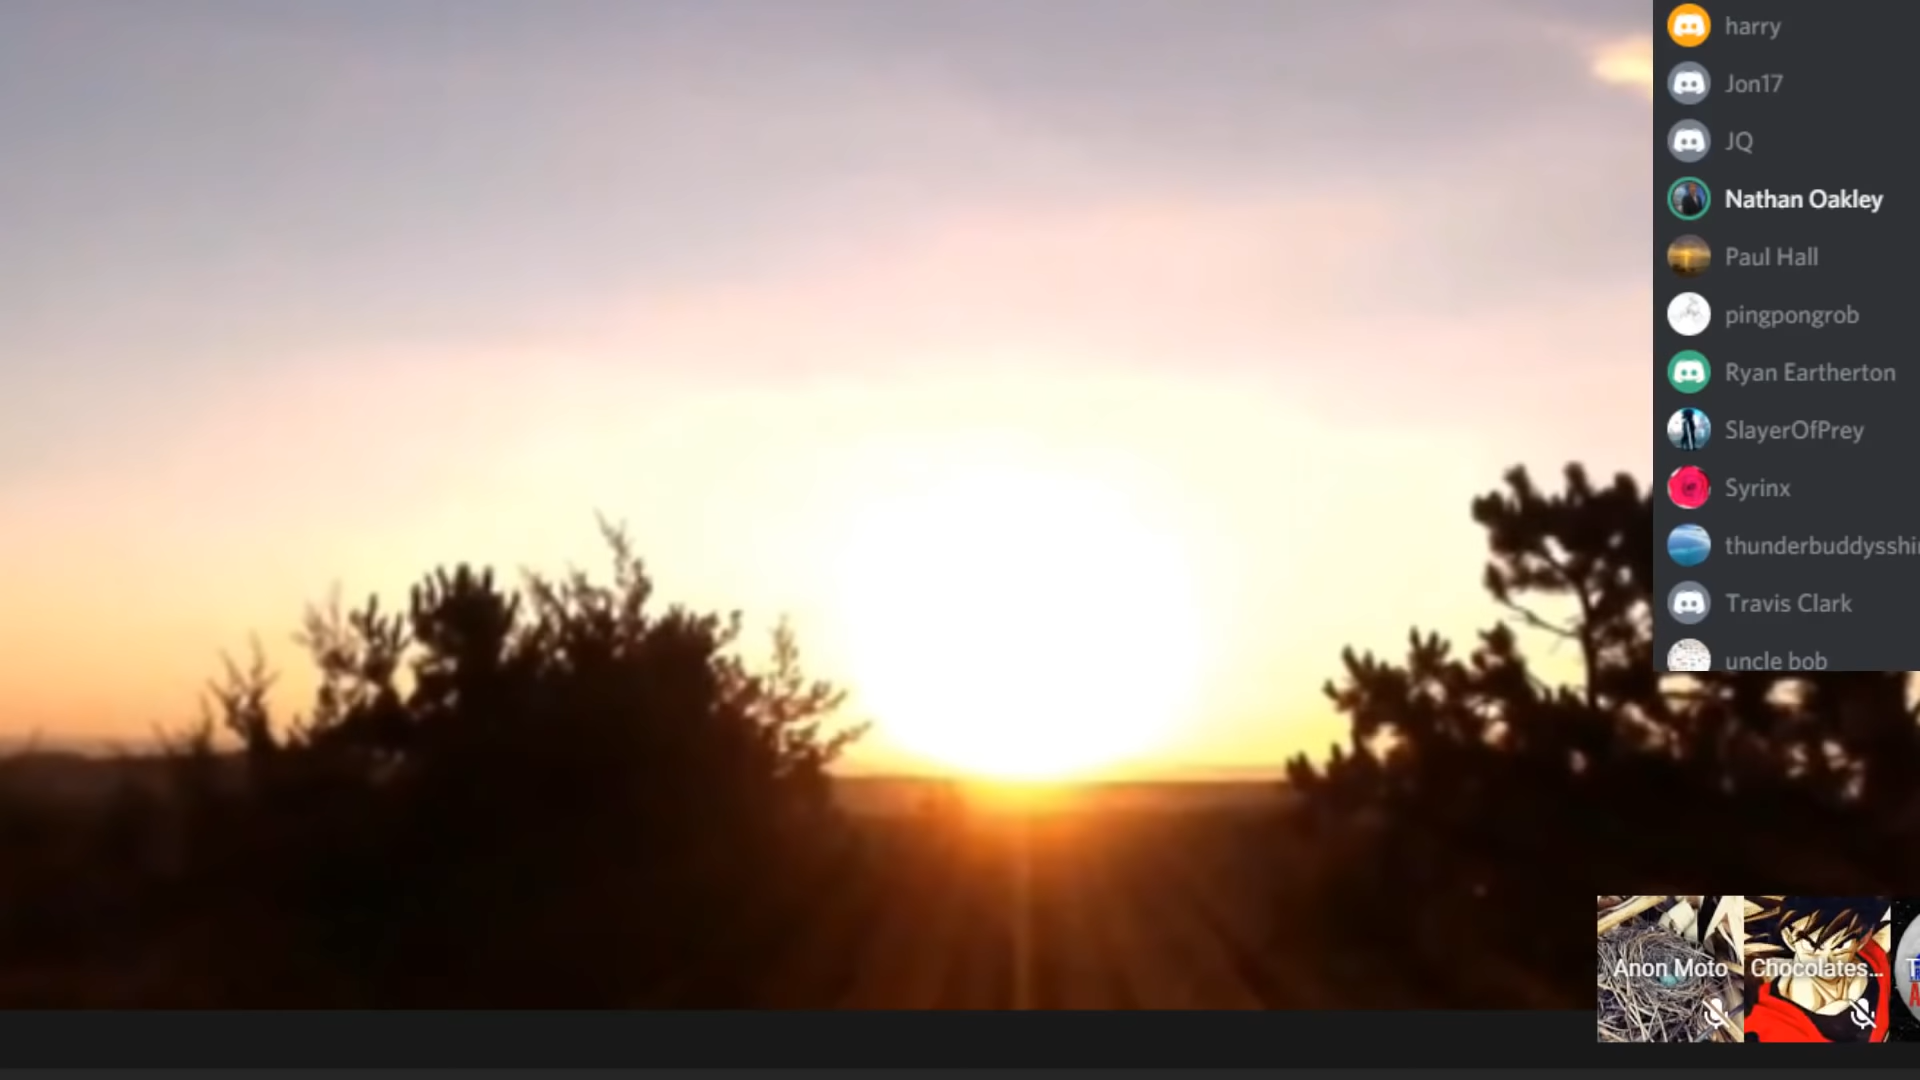 harry
Jon17
JQ
Nathan Oakley
Paul Hall
pingpongrob
Ryan Eartherton
SlayerOfPrey
Syrinx
thunderbuddysshi
Travis Clark
uncle bob
Anon Moto
Chocolates...